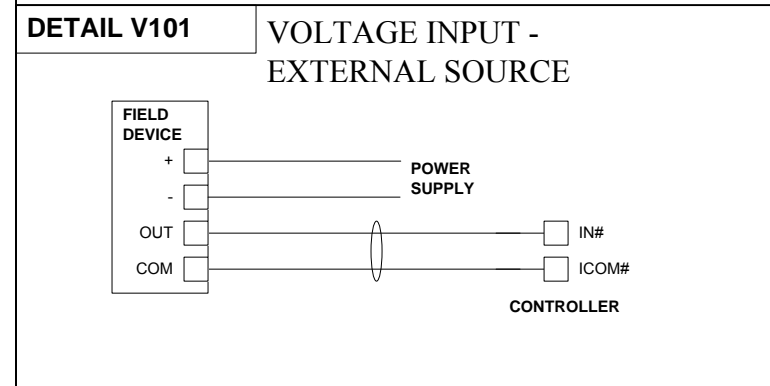 DETAIL V101
VOLTAGE INPUT -
EXTERNAL SOURCE
FIELD
DEVICE
+
-
OUT
COM
POWER
SUPPLY
IN#
ICOM#
CONTROLLER